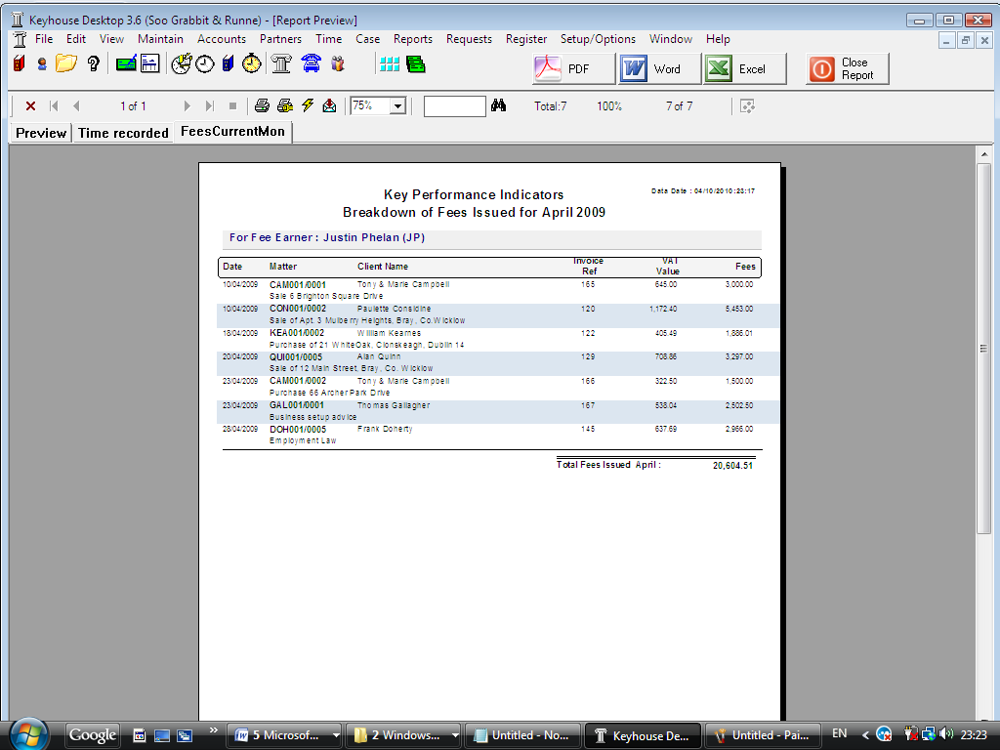 Keyhouse Desktop 3.6 (Soo Grabbit & Runne) - [Report Preview]
File Edit View Maintain Accounts Partners Time Case Reports Requests Register Setup/Options Window Help
PDF Word Excel Close Report
1 of 1 75% Total:7 100% 7 of 7
Preview Time recorded FeesCurrentMon
Key Performance Indicators
Data Date : 04/10/2010 :23:17
Breakdown of Fees Issued for April 2009
For Fee Earner : Justin Phelan (JP)
Date Matter Client Name Invoice Ref VAT Value Fees
10/04/2009 CAM001/0001 Tony & Marie Campbell 165 645.00 3,000.00
Sale 6 Brighton Square Drive
10/04/2009 CON001/0002 Paulette Considine 120 1,172.40 5,453.00
Sale of Apt. 3 Mulberry Heights, Bray, Co.Wicklow
18/04/2009 KEA001/0002 William Kearnes 122 405.49 1,886.01
Purchase of 21 WhiteOak, Clonskeagh, Dublin 14
20/04/2009 QUI001/0005 Alan Quinn 129 708.86 3,297.00
Sale of 12 Main Street, Bray, Co. Wicklow
23/04/2009 CAM001/0002 Tony & Marie Campbell 166 322.50 1,500.00
Purchase 66 Archer Park Drive
23/04/2009 GAL001/0001 Thomas Gallagher 167 538.04 2,502.50
Business setup advice
28/04/2009 DOH001/0005 Frank Doherty 145 637.69 2,966.00
Employment Law
Total Fees Issued April : 20,604.51
Google » 5 Microsof... 2 Windows... Untitled - No... Keyhouse De... Untitled - Pai... EN < 23:23